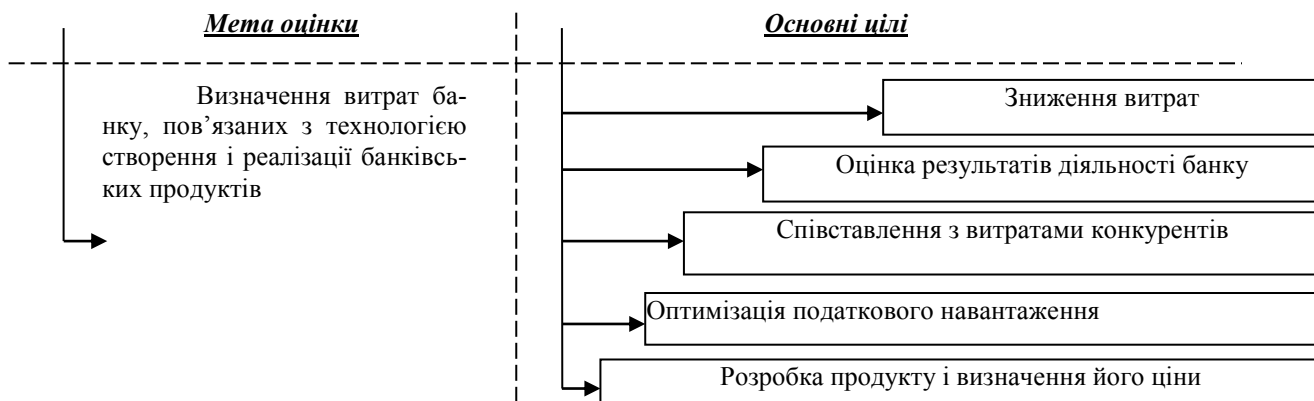 Мета оцінки
Основні цілі
Визначення витрат ба-
нку, пов’язаних з технологією
створення і реалізації банківсь-
ких продуктів
Зниження витрат
Оцінка результатів діяльності банку
Співставлення з витратами конкурентів
Оптимізація податкового навантаження
Розробка продукту і визначення його ціни